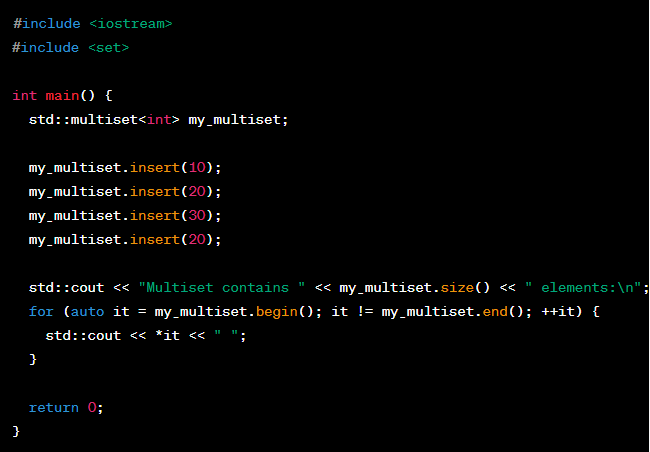 #include <iostream>
#include <set>

int main() {
  std::multiset<int> my_multiset;

  my_multiset.insert(10);
  my_multiset.insert(20);
  my_multiset.insert(30);
  my_multiset.insert(20);

  std::cout << "Multiset contains " << my_multiset.size() << " elements:\n";
  for (auto it = my_multiset.begin(); it != my_multiset.end(); ++it) {
    std::cout << *it << " ";
  }

  return 0;
}